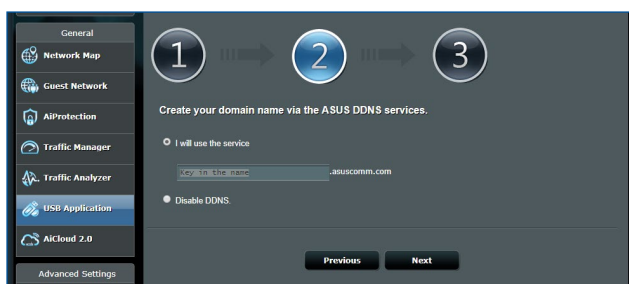 General
Network Map
Guest Network
AiProtection
Traffic Manager
Traffic Analyzer
USB Application
AiCloud 2.0
Advanced Settings
1
2
3
Create your domain name via the ASUS DDNS services.
I will use the service
Key in the name .asuscomm.com
Disable DDNS.
Previous Next